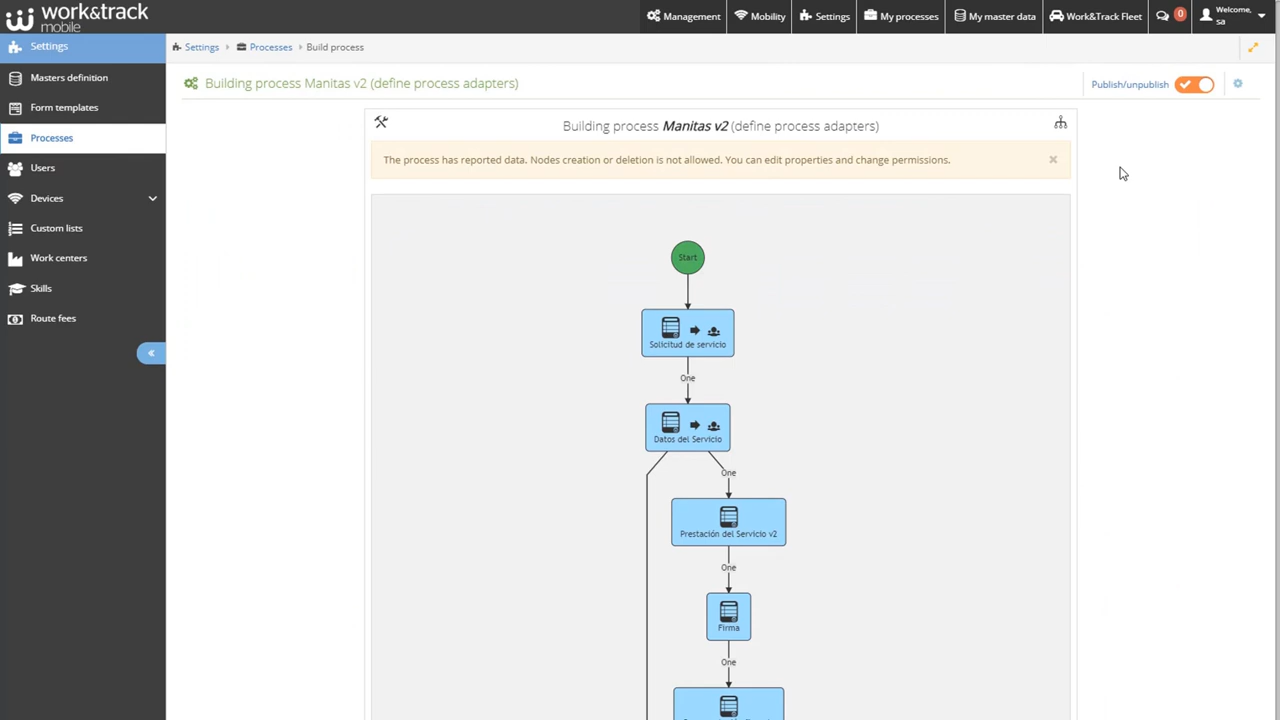 work&track
mobile
Management
Mobility
Settings
My processes
My master data
Work&Track Fleet
0
Welcome,
sa
Settings
Masters definition
Form templates
Processes
Users
Devices
Custom lists
Work centers
Skills
Route fees
Settings
Processes
Build process
Building process Manitas v2 (define process adapters)
Publish/unpublish
Building process Manitas v2 (define process adapters)
The process has reported data. Nodes creation or deletion is not allowed. You can edit properties and change permissions.
Start
Solicitud de servicio
One
Datos del Servicio
One
Prestación del Servicio v2
One
Firma
One